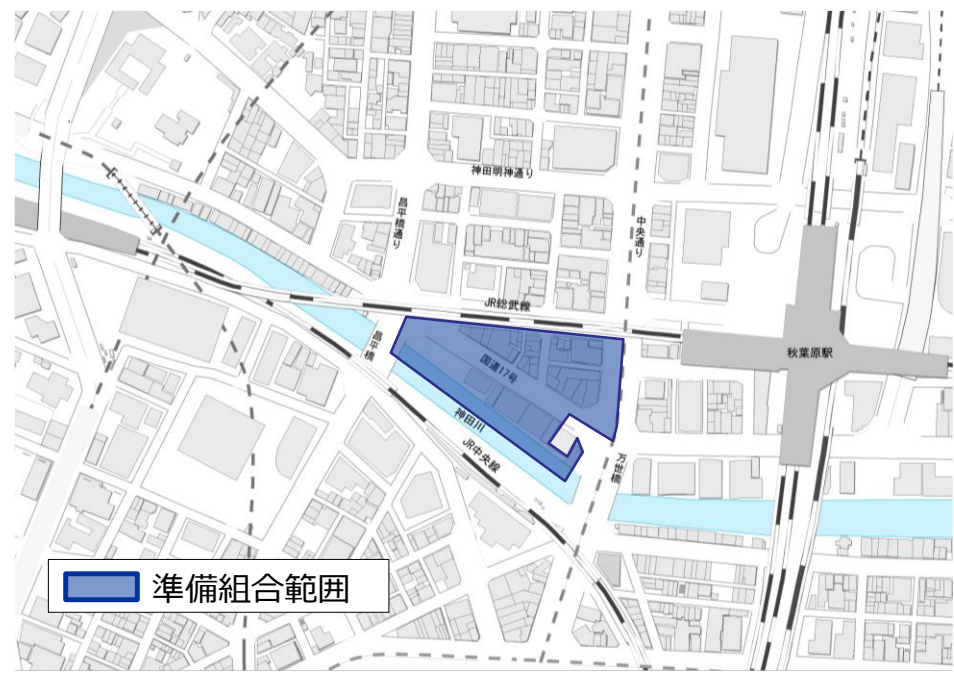 神田明神通り
昌平橋通り
中央通り
JR総武線
秋葉原駅
昌平橋
国道17号
神田川
JR中央線
万世橋
準備組合範囲